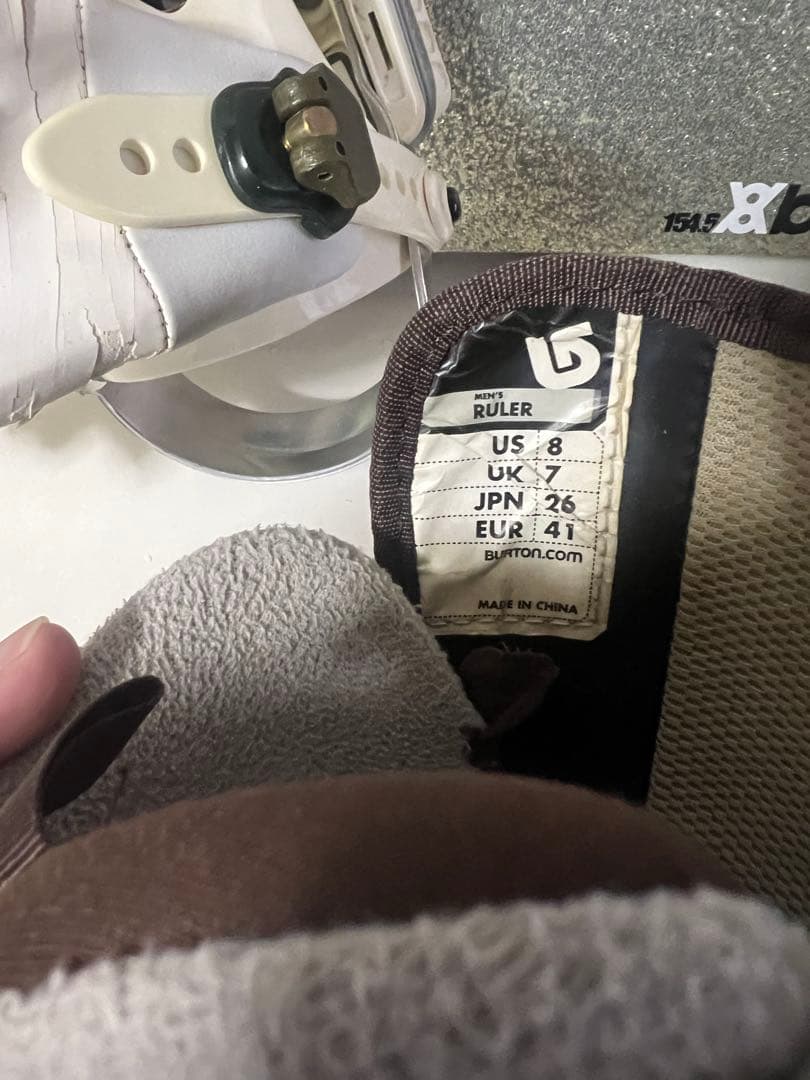 154.5
MEN'S
RULER
US 8
UK 7
JPN 26
EUR 41
BURTON.COM
MADE IN CHINA